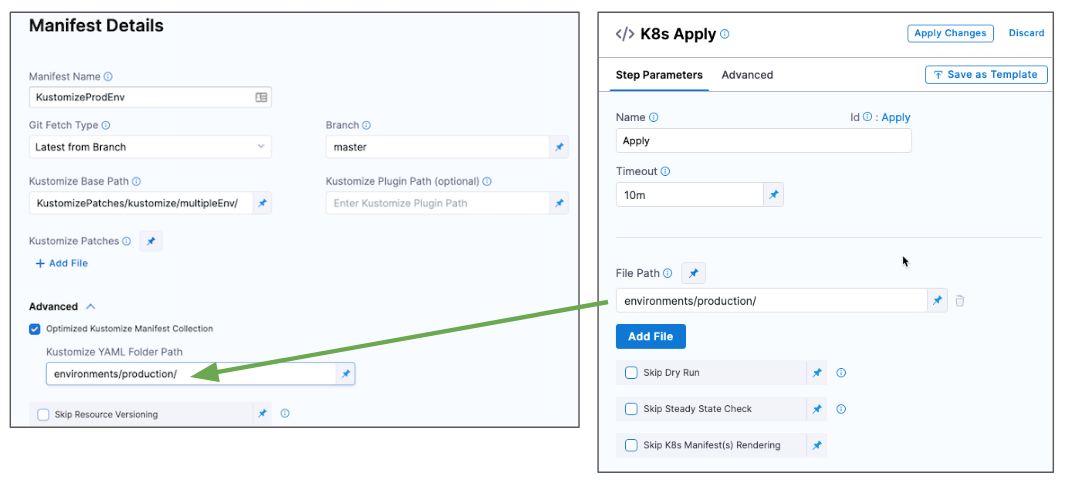 Manifest Details
Manifest Name
KustomizeProdEnv
Git Fetch Type
Branch
Latest from Branch
master
Kustomize Base Path
Kustomize Plugin Path (optional)
KustomizePatches/kustomize/multipleEnv/
Enter Kustomize Plugin Path
Kustomize Patches
+ Add File
Advanced
Optimized Kustomize Manifest Collection
Kustomize YAML Folder Path
environments/production/
Skip Resource Versioning
</> K8s Apply
Apply Changes
Discard
Step Parameters
Advanced
Save as Template
Name
Id : Apply
Apply
Timeout
10m
File Path
environments/production/
Add File
Skip Dry Run
Skip Steady State Check
Skip K8s Manifest(s) Rendering